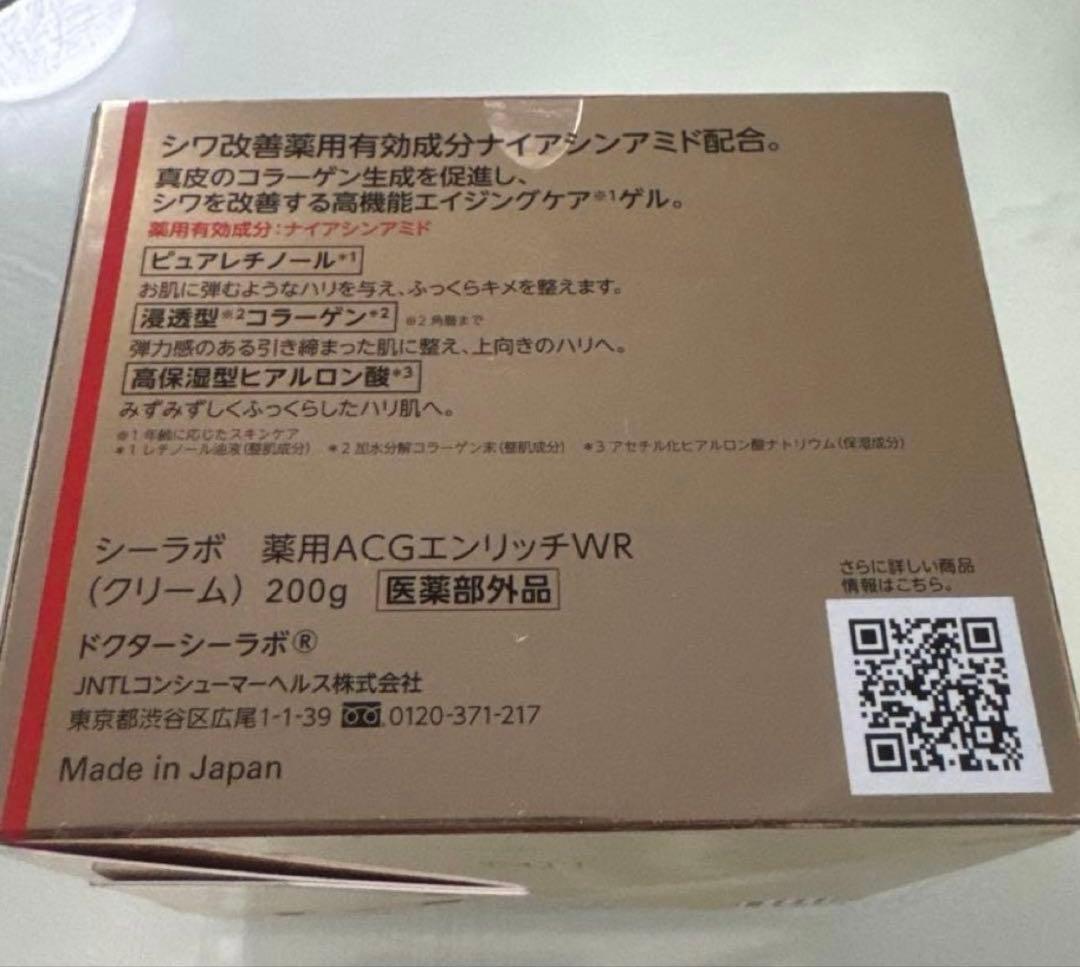 シワ改善薬用有効成分ナイアシンアミド配合。
真皮のコラーゲン生成を促進し、
シワを改善する高機能エイジングケア※1ゲル。
薬用有効成分：ナイアシンアミド
ピュアレチノール*1
お肌に弾むようなハリを与え、ふっくらキメを整えます。
浸透型※2コラーゲン*2 ※2 角層まで
弾力感のある引き締まった肌に整え、上向きのハリへ。
高保湿型ヒアルロン酸*3
みずみずしくふっくらしたハリ肌へ。
※1 年齢に応じたスキンケア
*1 レチノール油液(整肌成分) *2 加水分解コラーゲン末(整肌成分) *3 アセチル化ヒアルロン酸ナトリウム(保湿成分)
シーラボ 薬用ACGエンリッチWR
（クリーム）200g 医薬部外品
ドクターシーラボ®
JNTLコンシューマーヘルス株式会社
東京都渋谷区広尾1-1-39 0120-371-217
Made in Japan
さらに詳しい商品
情報はこちら。